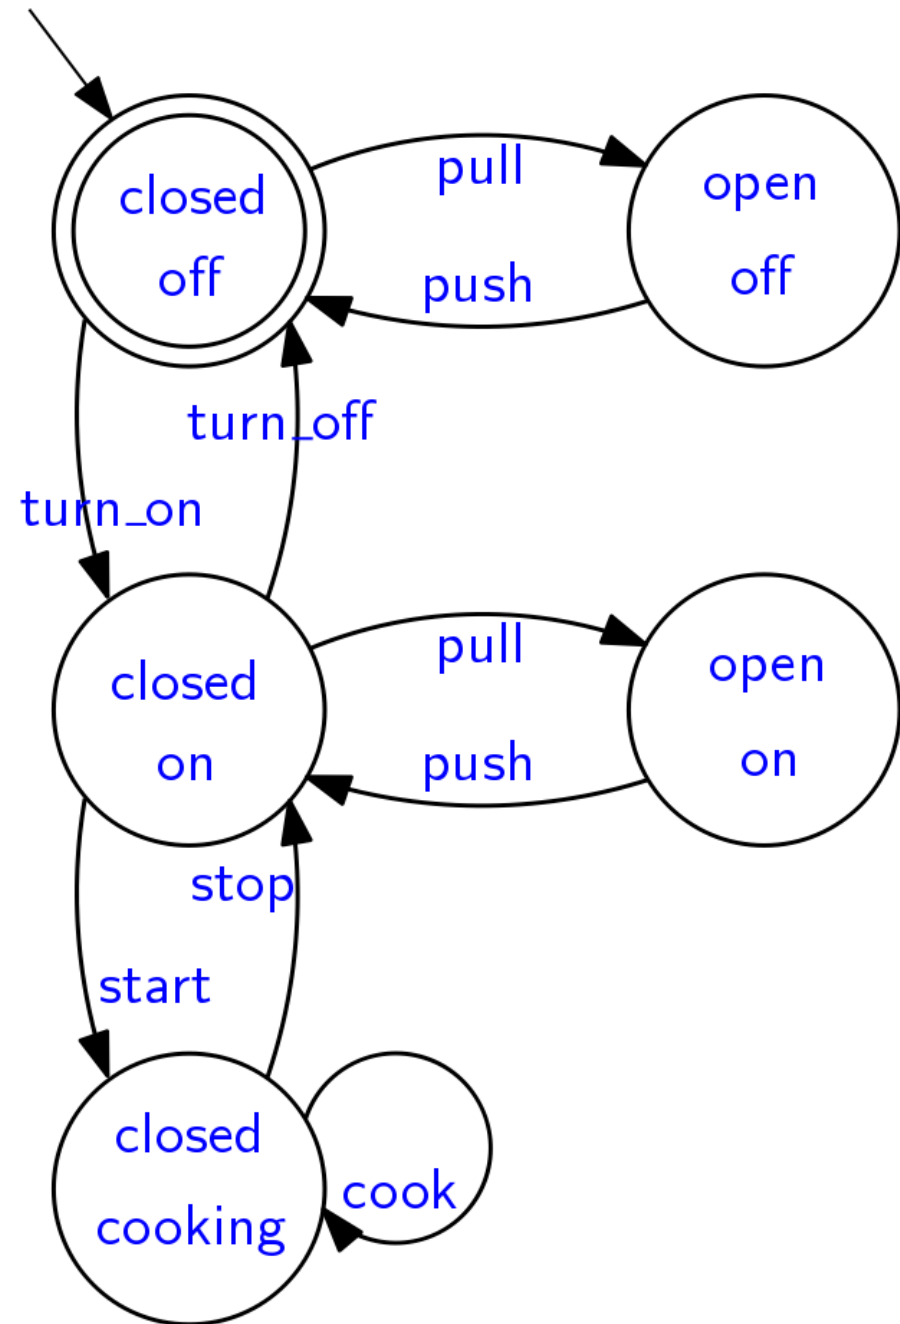 closed
off
pull
push
open
off
turn_off
turn_on
closed
on
pull
push
open
on
stop
start
closed
cooking
cook